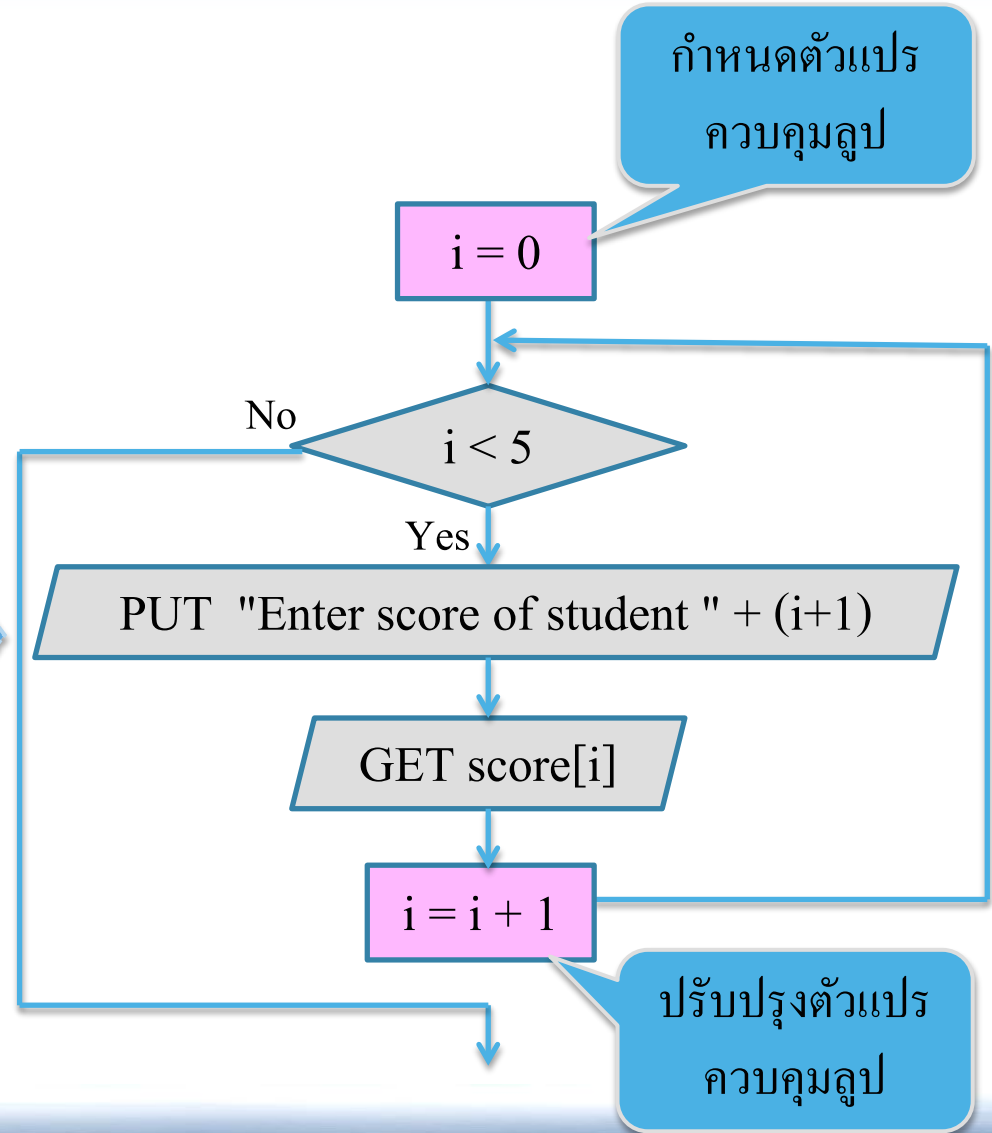 กำหนดตัวแปร
ควบคุมลูป
i = 0
No
i < 5
Yes
PUT "Enter score of student " + (i+1)
GET score[i]
i = i + 1
ปรับปรุงตัวแปร
ควบคุมลูป